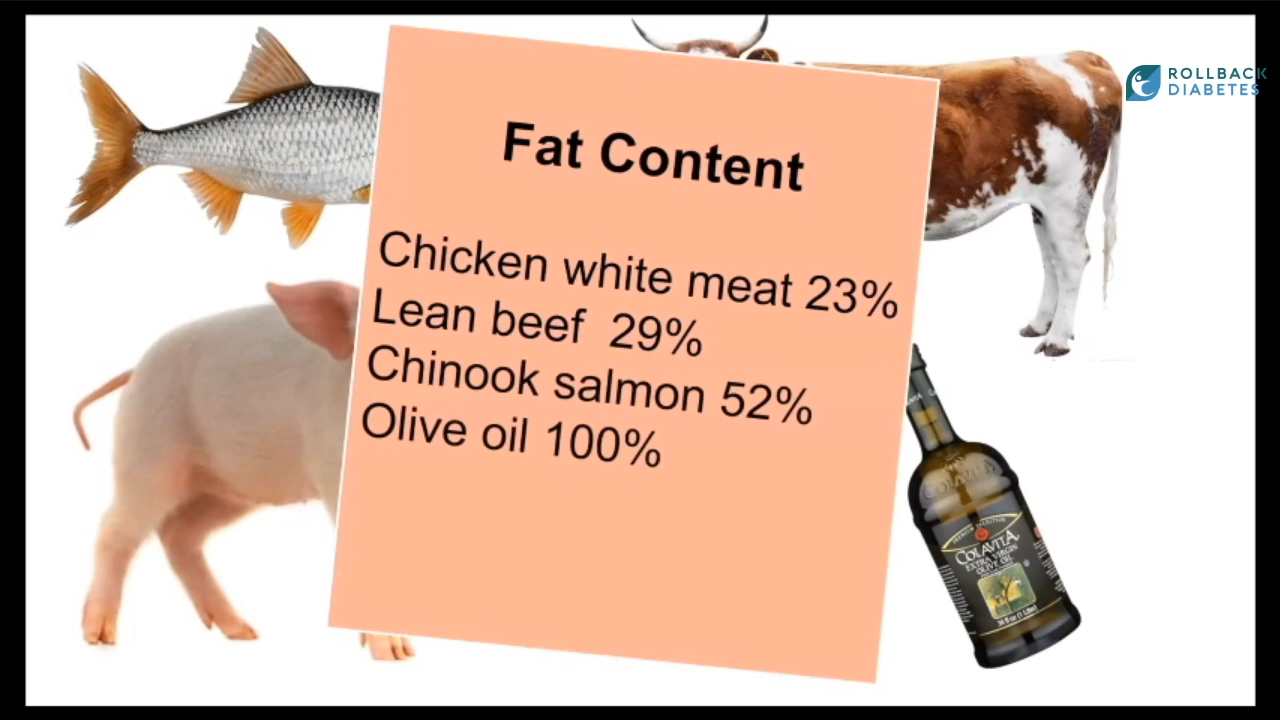 ROLLBACK
DIABETES
Fat Content
Chicken white meat 23%
Lean beef 29%
Chinook salmon 52%
Olive oil 100%
COLAVITA
EXTRA VIRGIN
OLIVE OIL